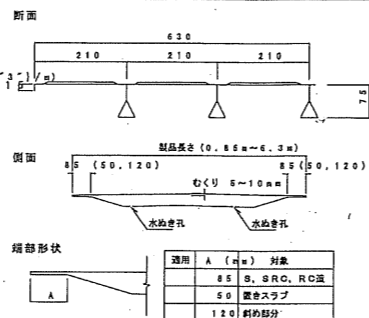 断面
630
210 210 210
75
側面
製品長さ (0.85m〜6.3m)
85 (50,120) 85 (50,120)
むくり 5〜10mm
水ぬき孔 水ぬき孔
端部形状
A
適用 A (mm) 対象
85 S, SRC, RC造
50 置きスラブ
120 斜め部分